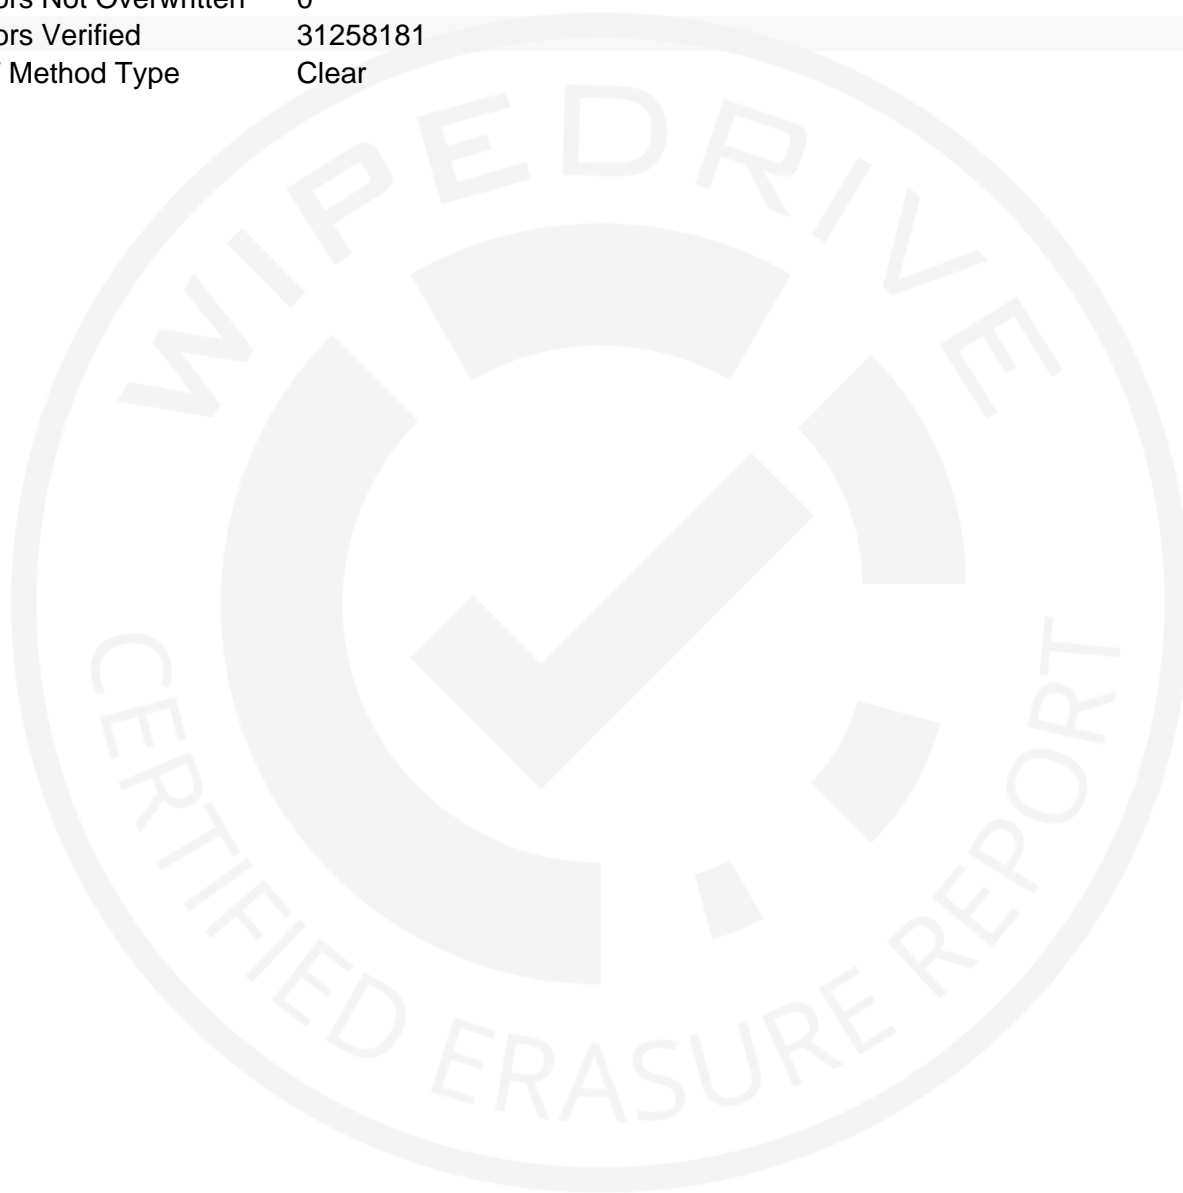 ors Not Overwritten 0
ors Verified 31258181
Method Type Clear
WIPEDRIVE
CERTIFIED ERASURE REPORT